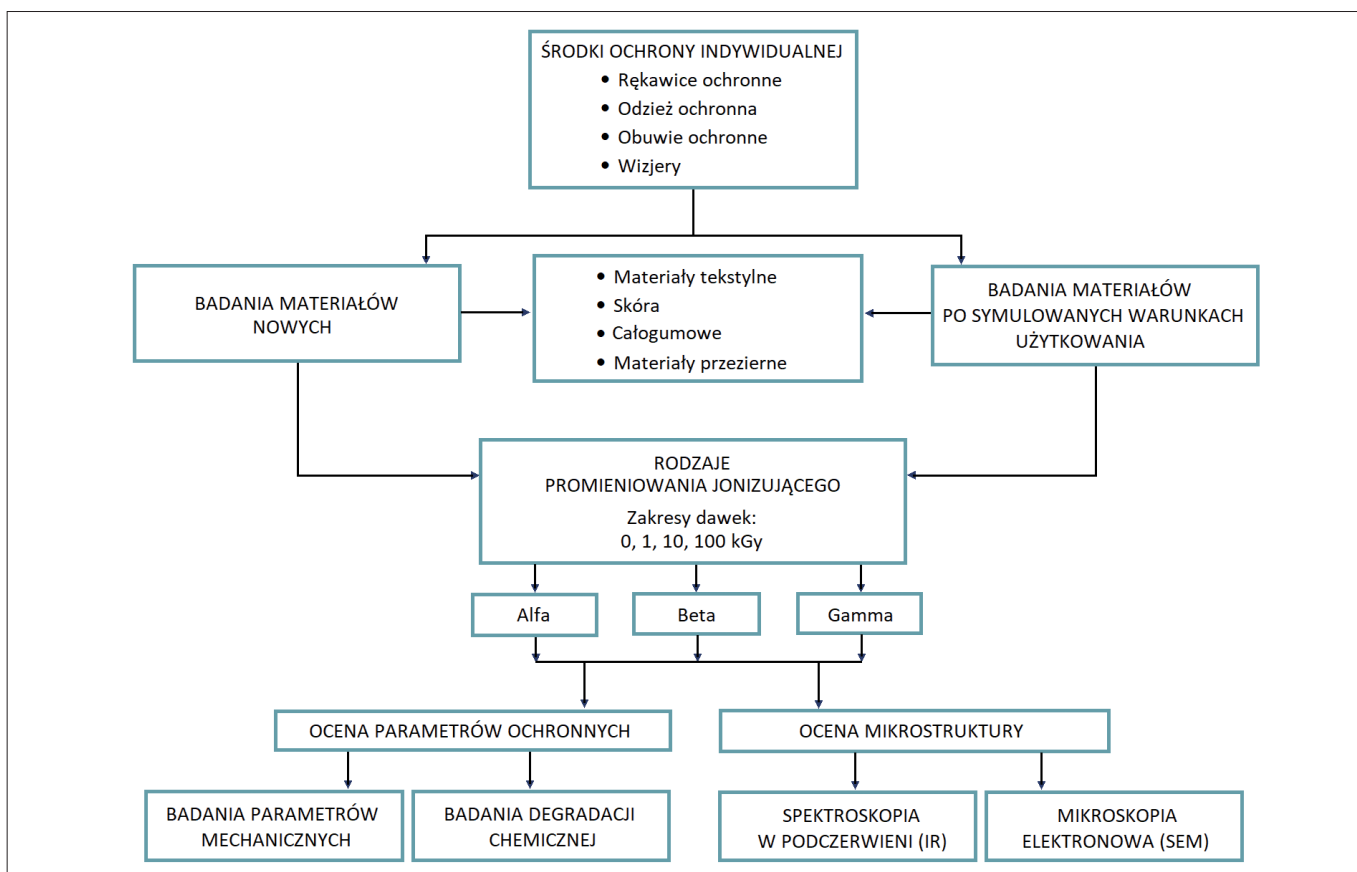 ŚRODKI OCHRONY INDYWIDUALNEJ
• Rękawice ochronne
• Odzież ochronna
• Obuwie ochronne
• Wizjery
BADANIA MATERIAŁÓW
NOWYCH
• Materiały tekstylne
• Skóra
• Całogumowe
• Materiały przezierne
BADANIA MATERIAŁÓW
PO SYMULOWANYCH WARUNKACH
UŻYTKOWANIA
RODZAJE
PROMIENIOWANIA JONIZUJĄCEGO
Zakresy dawek:
0, 1, 10, 100 kGy
Alfa
Beta
Gamma
OCENA PARAMETRÓW OCHRONNYCH
OCENA MIKROSTRUKTURY
BADANIA PARAMETRÓW
MECHANICZNYCH
BADANIA DEGRADACJI
CHEMICZNEJ
SPEKTROSKOPIA
W PODCZERWIENI (IR)
MIKROSKOPIA
ELEKTRONOWA (SEM)